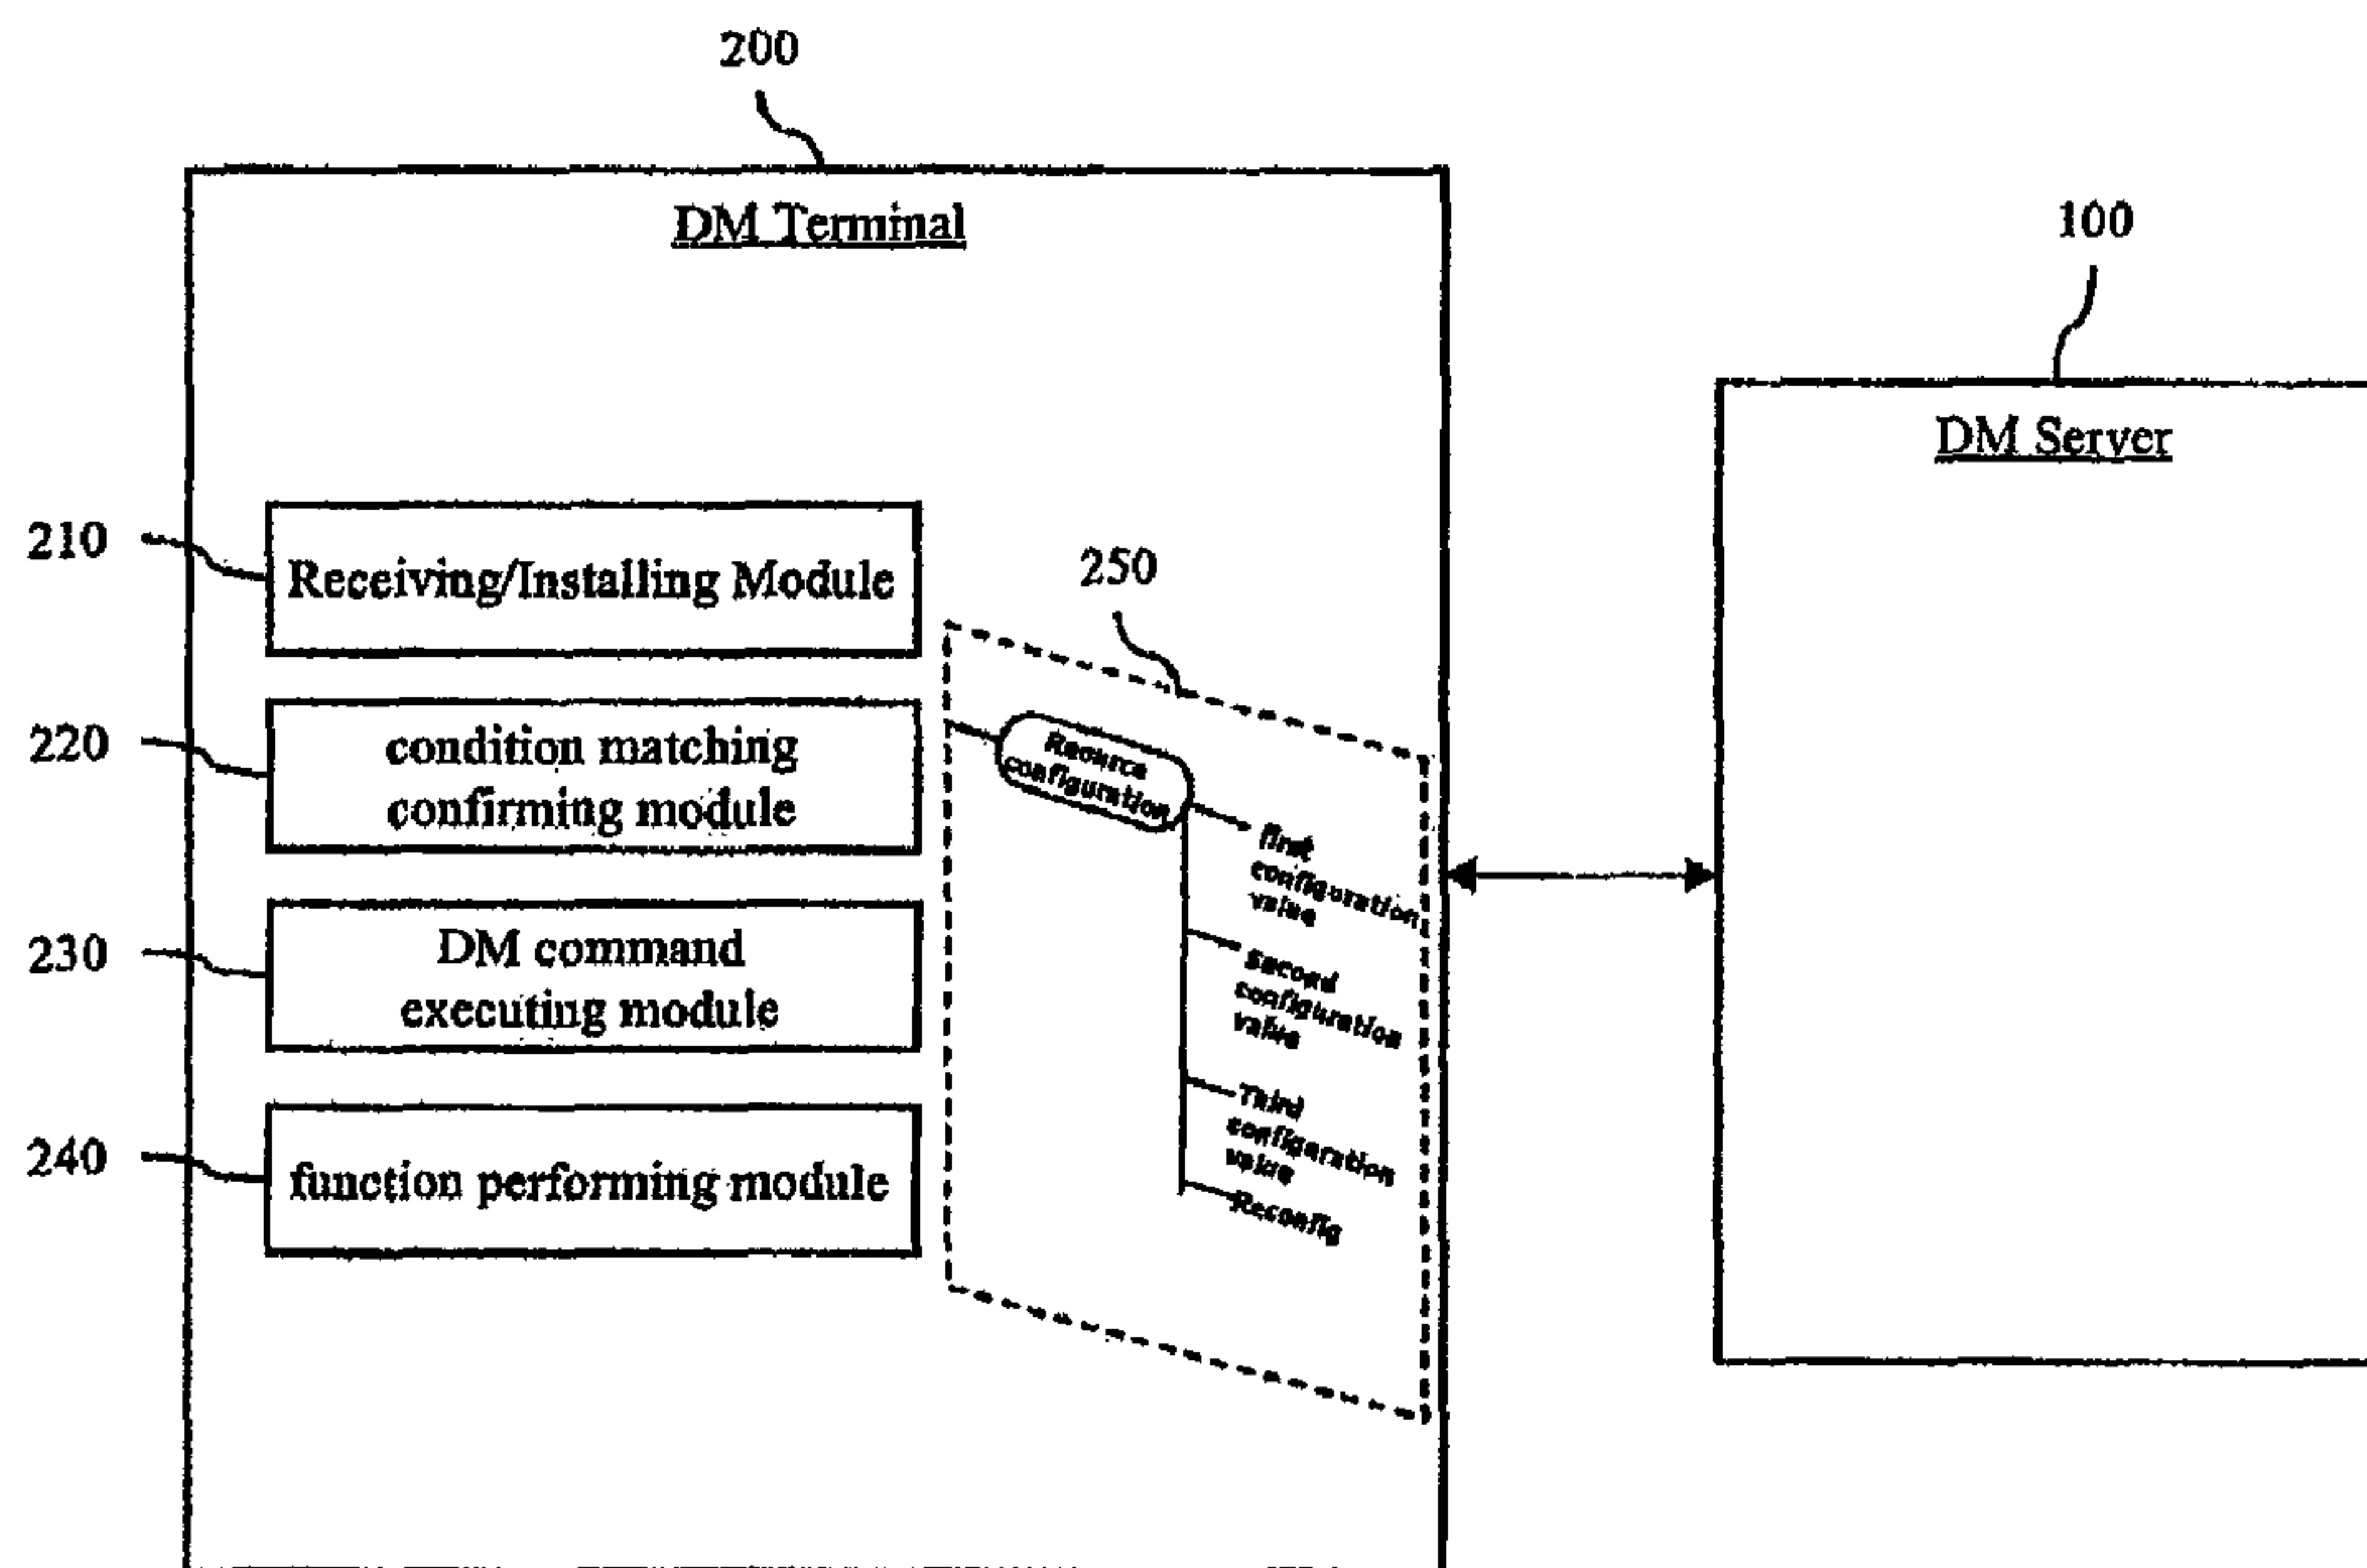 200
DM Terminal
100
DM Server
210
Receiving/Installing Module
250
220
condition matching
confirming module
Resource
configuration
first
configuration
value
230
DM command
executing module
second
configuration
value
240
function performing module
Third
configuration
value
Reconfig